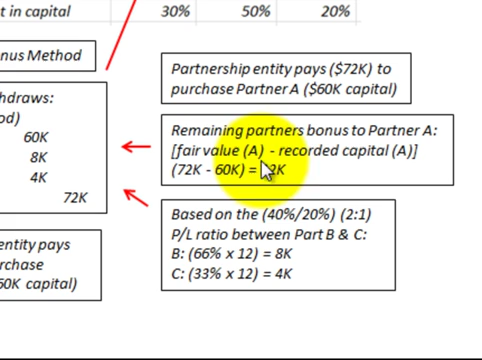 t in capital 30% 50% 20%
nus Method
Partnership entity pays ($72K) to
purchase Partner A ($60K capital)
hdraws:
od)
60K
8K
4K
72K
Remaining partners bonus to Partner A:
[fair value (A) - recorded capital (A)]
(72K - 60K) = 2K
Based on the (40%/20%) (2:1)
P/L ratio between Part B & C:
B: (66% x 12) = 8K
C: (33% x 12) = 4K
entity pays
rchase
60K capital)